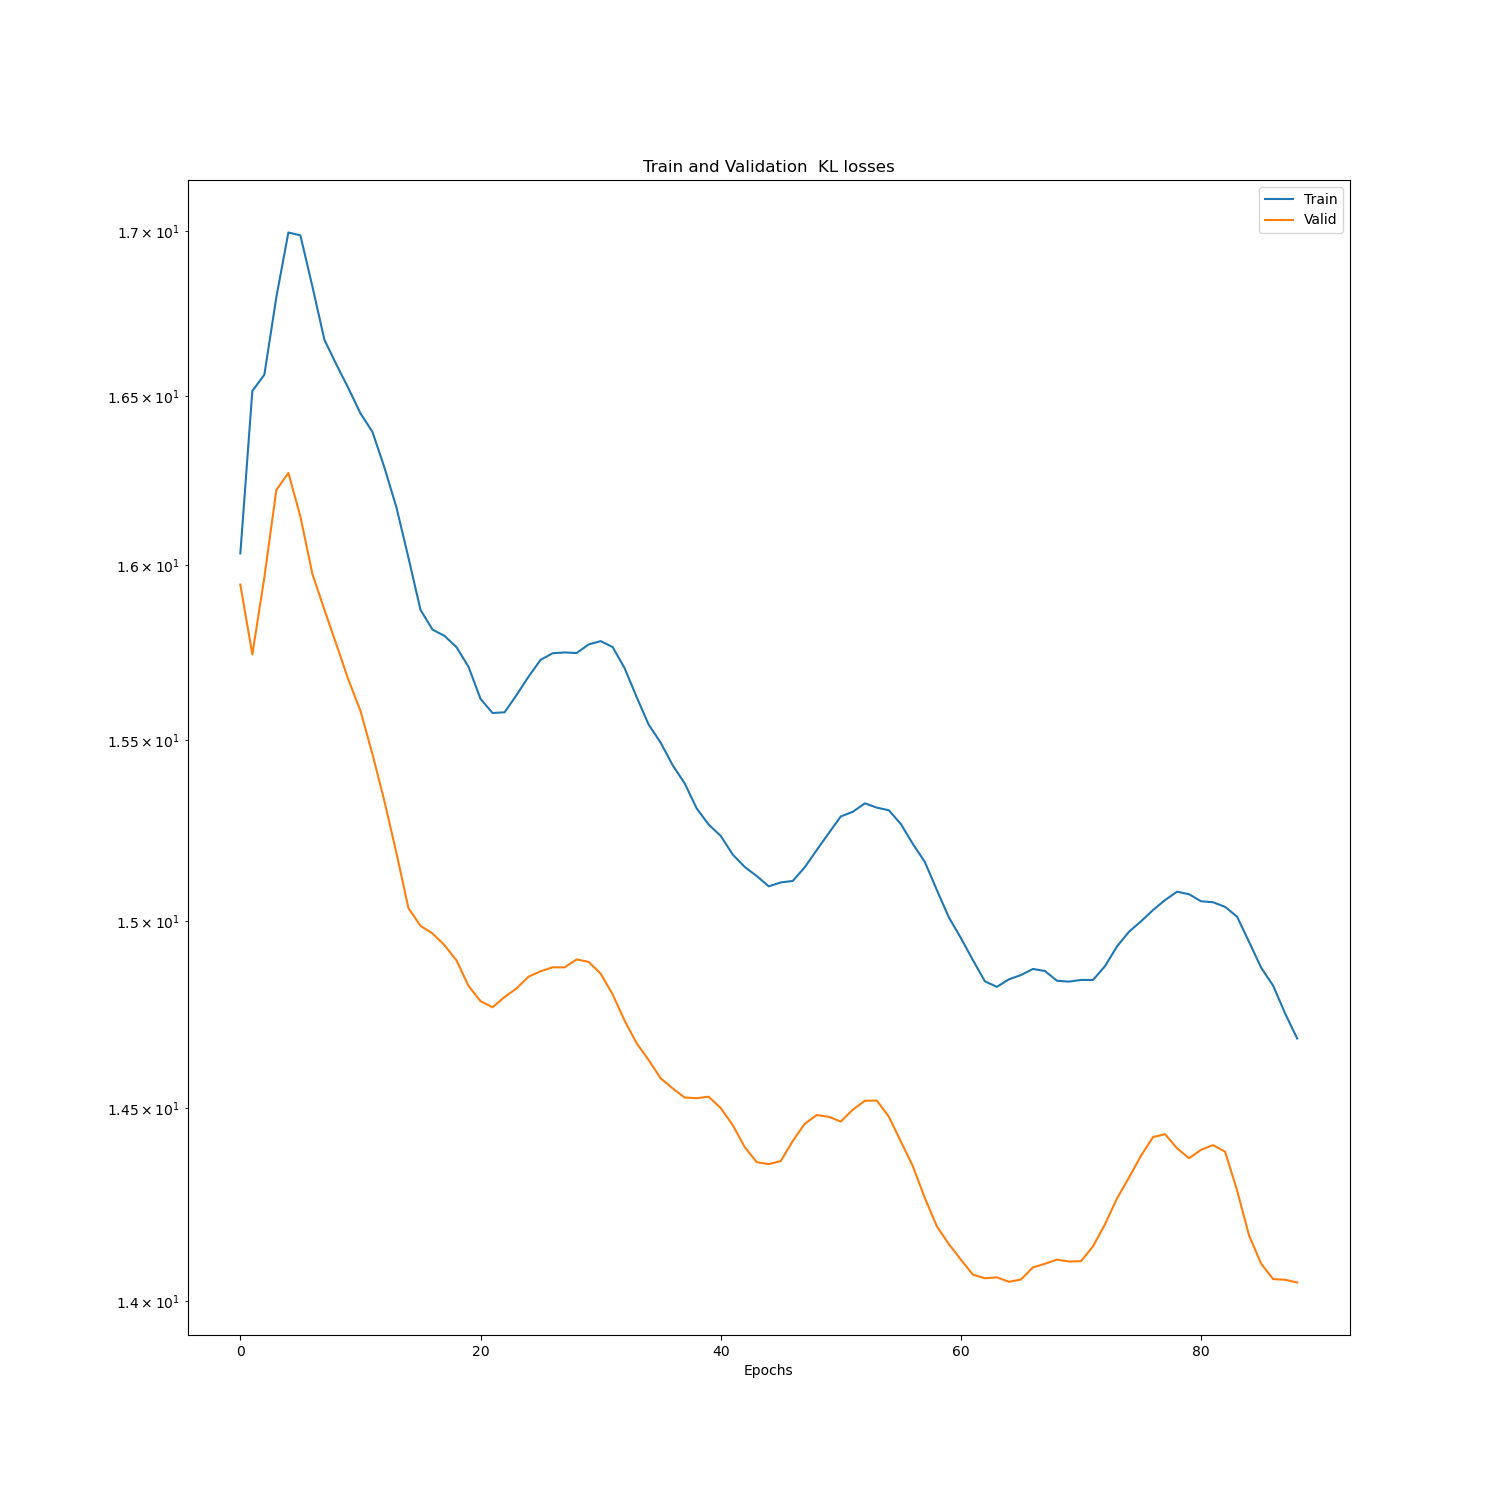 Train and Validation  KL losses
Train
Valid
1.7 × 10¹
1.65 × 10¹
1.6 × 10¹
1.55 × 10¹
1.5 × 10¹
1.45 × 10¹
1.4 × 10¹
0 20 40 60 80
Epochs